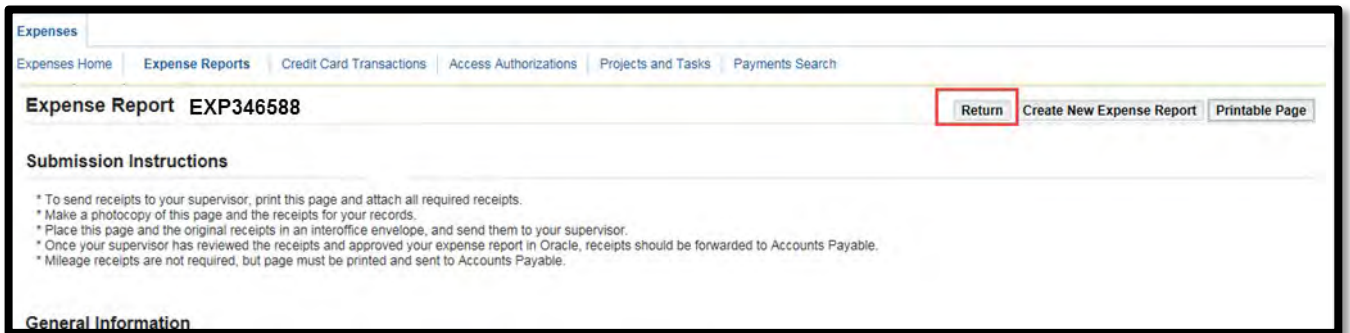 Expenses
Expenses Home Expense Reports Credit Card Transactions Access Authorizations Projects and Tasks Payments Search
Expense Report EXP346588 Return Create New Expense Report Printable Page
Submission Instructions
* To send receipts to your supervisor, print this page and attach all required receipts.
* Make a photocopy of this page and the receipts for your records.
* Place this page and the original receipts in an interoffice envelope, and send them to your supervisor.
* Once your supervisor has reviewed the receipts and approved your expense report in Oracle, receipts should be forwarded to Accounts Payable.
* Mileage receipts are not required, but page must be printed and sent to Accounts Payable.
General Information